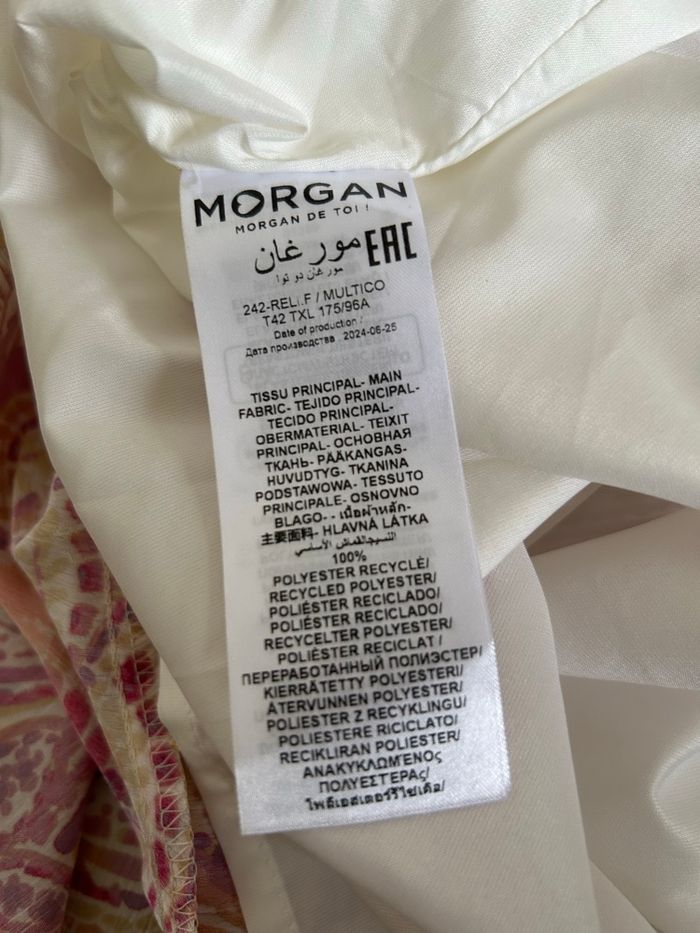 MORGAN
MORGAN DE TOI !
مورغان EAC
مورغان دو توا
242-REL1.F / MULTICO
T42 TXL 175/96A
Date of production /
Дата производства 2024-06-25
TISSU PRINCIPAL- MAIN
FABRIC- TEJIDO PRINCIPAL-
TECIDO PRINCIPAL-
OBERMATERIAL- TEIXIT
PRINCIPAL- ОСНОВНАЯ
ТКАНЬ- PÄÄKANGAS-
HUVUDTYG- TKANINA
PODSTAWOWA- TESSUTO
PRINCIPALE- OSNOVNO
BLAGO- - เนื้อผ้าหลัก-
主要面料- HLAVNÁ LÁTKA
النسيج/القماش الأساسي
100%
POLYESTER RECYCLÉ/
RECYCLED POLYESTER/
POLIÉSTER RECICLADO/
POLIÉSTER RECICLADO/
RECYCELTER POLYESTER/
POLIÈSTER RECICLAT /
ПЕРЕРАБОТАННЫЙ ПОЛИЭСТЕР/
KIERRÄTETTY POLYESTERI/
ÅTERVUNNEN POLYESTER/
POLIESTER Z RECYKLINGU/
POLIESTERE RICICLATO/
RECIKLIRAN POLIESTER/
ΑΝΑΚΥΚΛΩΜΈΝΟς
ΠΟΛΥΕΣΤΕΡΑς/
โพลีเอสเตอร์รีไซเคิล/